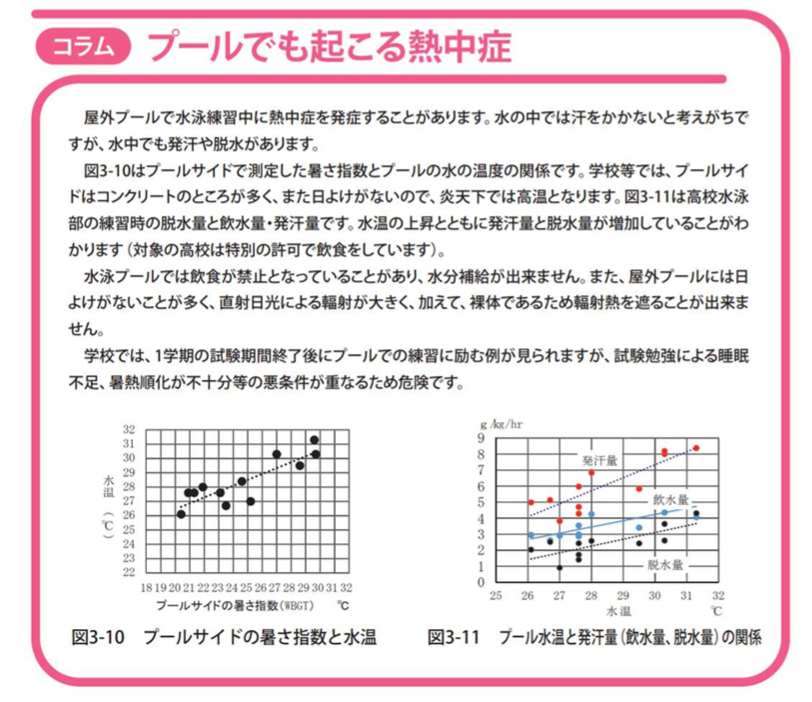 コラム プールでも起こる熱中症
屋外プールで水泳練習中に熱中症を発症することがあります。水の中では汗をかかないと考えがちで
すが、水中でも発汗や脱水があります。
図3-10はプールサイドで測定した暑さ指数とプールの水の温度の関係です。学校等では、プールサイ
ドはコンクリートのところが多く、また日よけがないので、炎天下では高温となります。図3-11は高校水泳
部の練習時の脱水量と飲水量・発汗量です。水温の上昇とともに発汗量と脱水量が増加していることがわ
かります（対象の高校は特別の許可で飲食をしています）。
水泳プールでは飲食が禁止となっていることがあり、水分補給が出来ません。また、屋外プールには日
よけがないことが多く、直射日光による輻射が大きく、加えて、裸体であるため輻射熱を遮ることが出来ま
せん。
学校では、1学期の試験期間終了後にプールでの練習に励む例が見られますが、試験勉強による睡眠
不足、暑熱順化が不十分等の悪条件が重なるため危険です。
水温（℃）
32
31
30
29
28
27
26
25
24
23
22
18 19 20 21 22 23 24 25 26 27 28 29 30 31 32
プールサイドの暑さ指数（WBGT） ℃
図3-10 プールサイドの暑さ指数と水温
g/kg/hr
9
8
7
6
5
4
3
2
1
0
発汗量
飲水量
脱水量
25 26 27 28 29 30 31 32
水温 ℃
図3-11 プール水温と発汗量（飲水量、脱水量）の関係